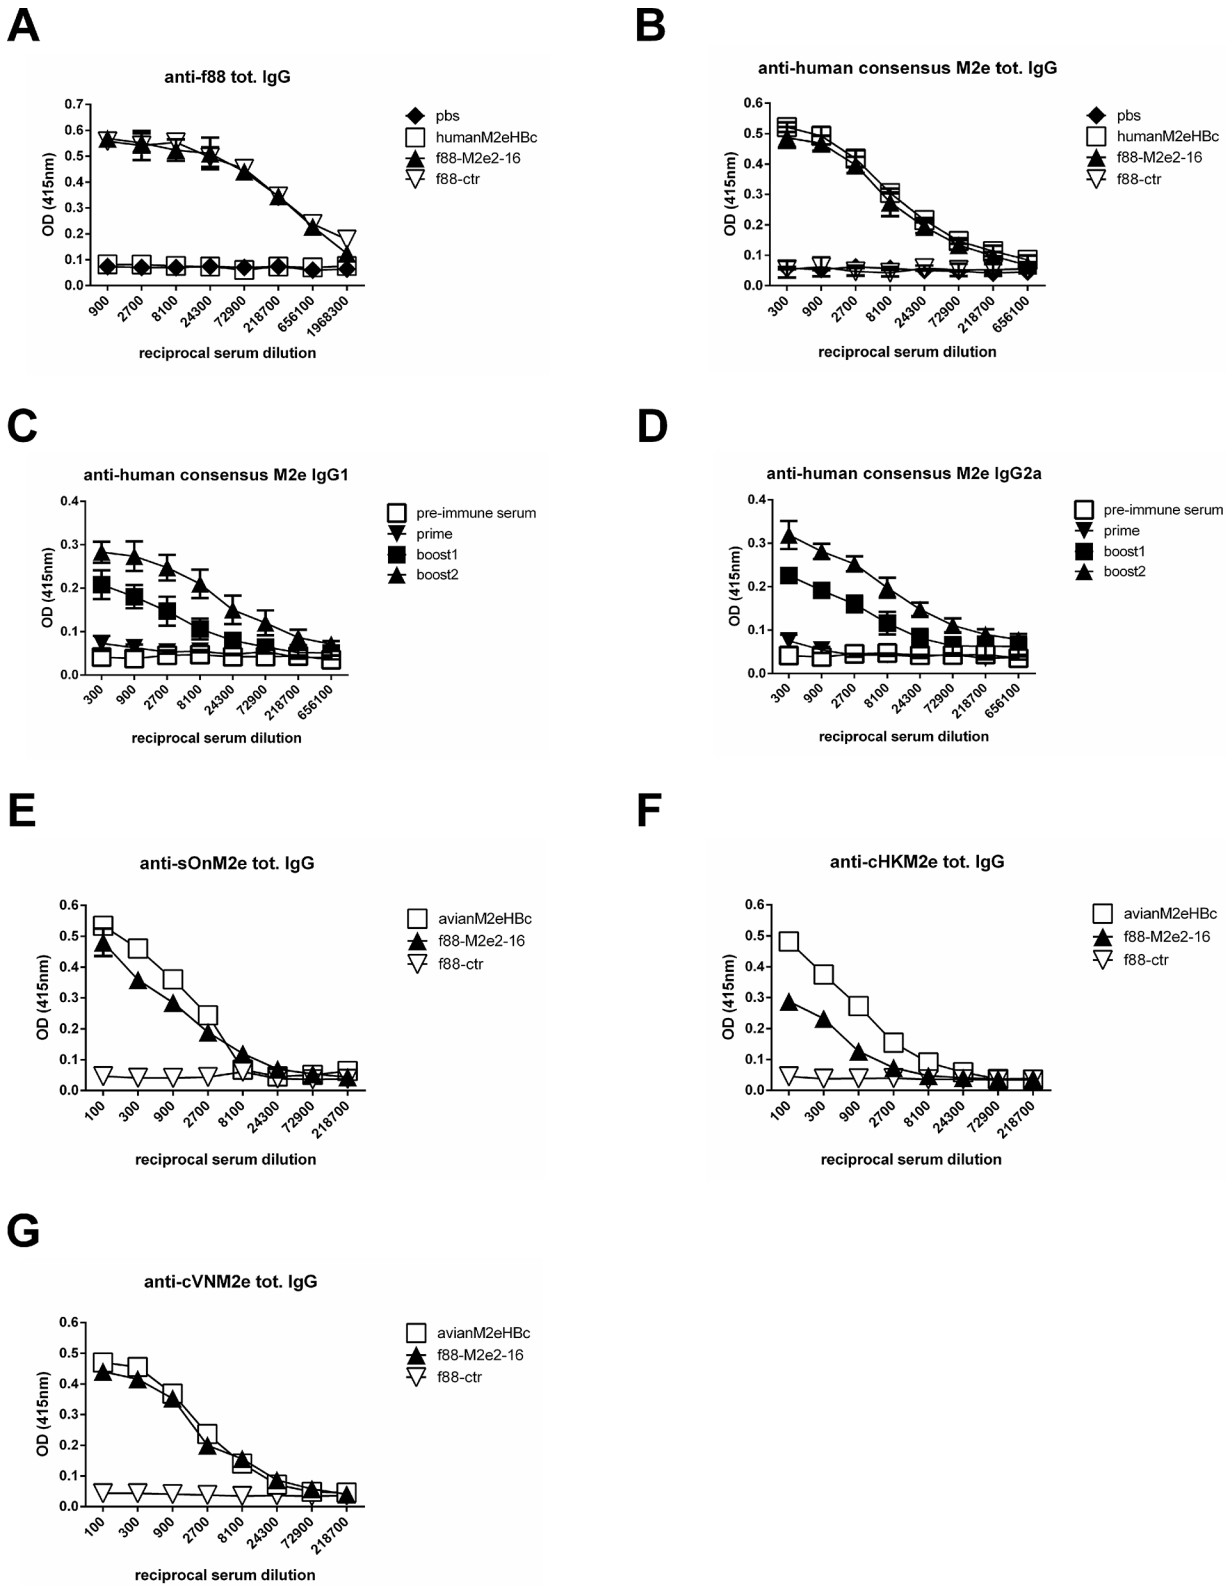 A
anti-f88 tot. IgG
OD (415nm)
0.7
0.6
0.5
0.4
0.3
0.2
0.1
0.0
900 2700 8100 24300 72900 218700 656100 1968300
reciprocal serum dilution
pbs
humanM2eHBc
f88-M2e2-16
f88-ctr
B
anti-human consensus M2e tot. IgG
OD (415nm)
0.6
0.5
0.4
0.3
0.2
0.1
0.0
300 900 2700 8100 24300 72900 218700 656100
reciprocal serum dilution
pbs
humanM2eHBc
f88-M2e2-16
f88-ctr
C
anti-human consensus M2e IgG1
OD (415nm)
0.4
0.3
0.2
0.1
0.0
300 900 2700 8100 24300 72900 218700 656100
reciprocal serum dilution
pre-immune serum
prime
boost1
boost2
D
anti-human consensus M2e IgG2a
OD (415nm)
0.4
0.3
0.2
0.1
0.0
300 900 2700 8100 24300 72900 218700 656100
reciprocal serum dilution
pre-immune serum
prime
boost1
boost2
E
anti-sOnM2e tot. IgG
OD (415nm)
0.6
0.5
0.4
0.3
0.2
0.1
0.0
100 300 900 2700 8100 24300 72900 218700
reciprocal serum dilution
avianM2eHBc
f88-M2e2-16
f88-ctr
F
anti-cHKM2e tot. IgG
OD (415nm)
0.6
0.5
0.4
0.3
0.2
0.1
0.0
100 300 900 2700 8100 24300 72900 218700
reciprocal serum dilution
avianM2eHBc
f88-M2e2-16
f88-ctr
G
anti-cVNM2e tot. IgG
OD (415nm)
0.6
0.5
0.4
0.3
0.2
0.1
0.0
100 300 900 2700 8100 24300 72900 218700
reciprocal serum dilution
avianM2eHBc
f88-M2e2-16
f88-ctr